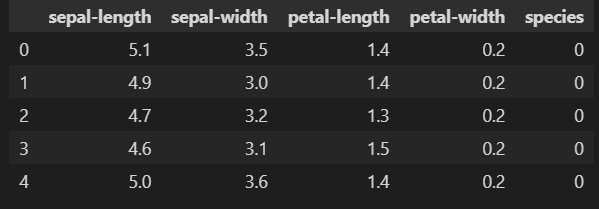 sepal-length sepal-width petal-length petal-width species
0 5.1 3.5 1.4 0.2 0
1 4.9 3.0 1.4 0.2 0
2 4.7 3.2 1.3 0.2 0
3 4.6 3.1 1.5 0.2 0
4 5.0 3.6 1.4 0.2 0